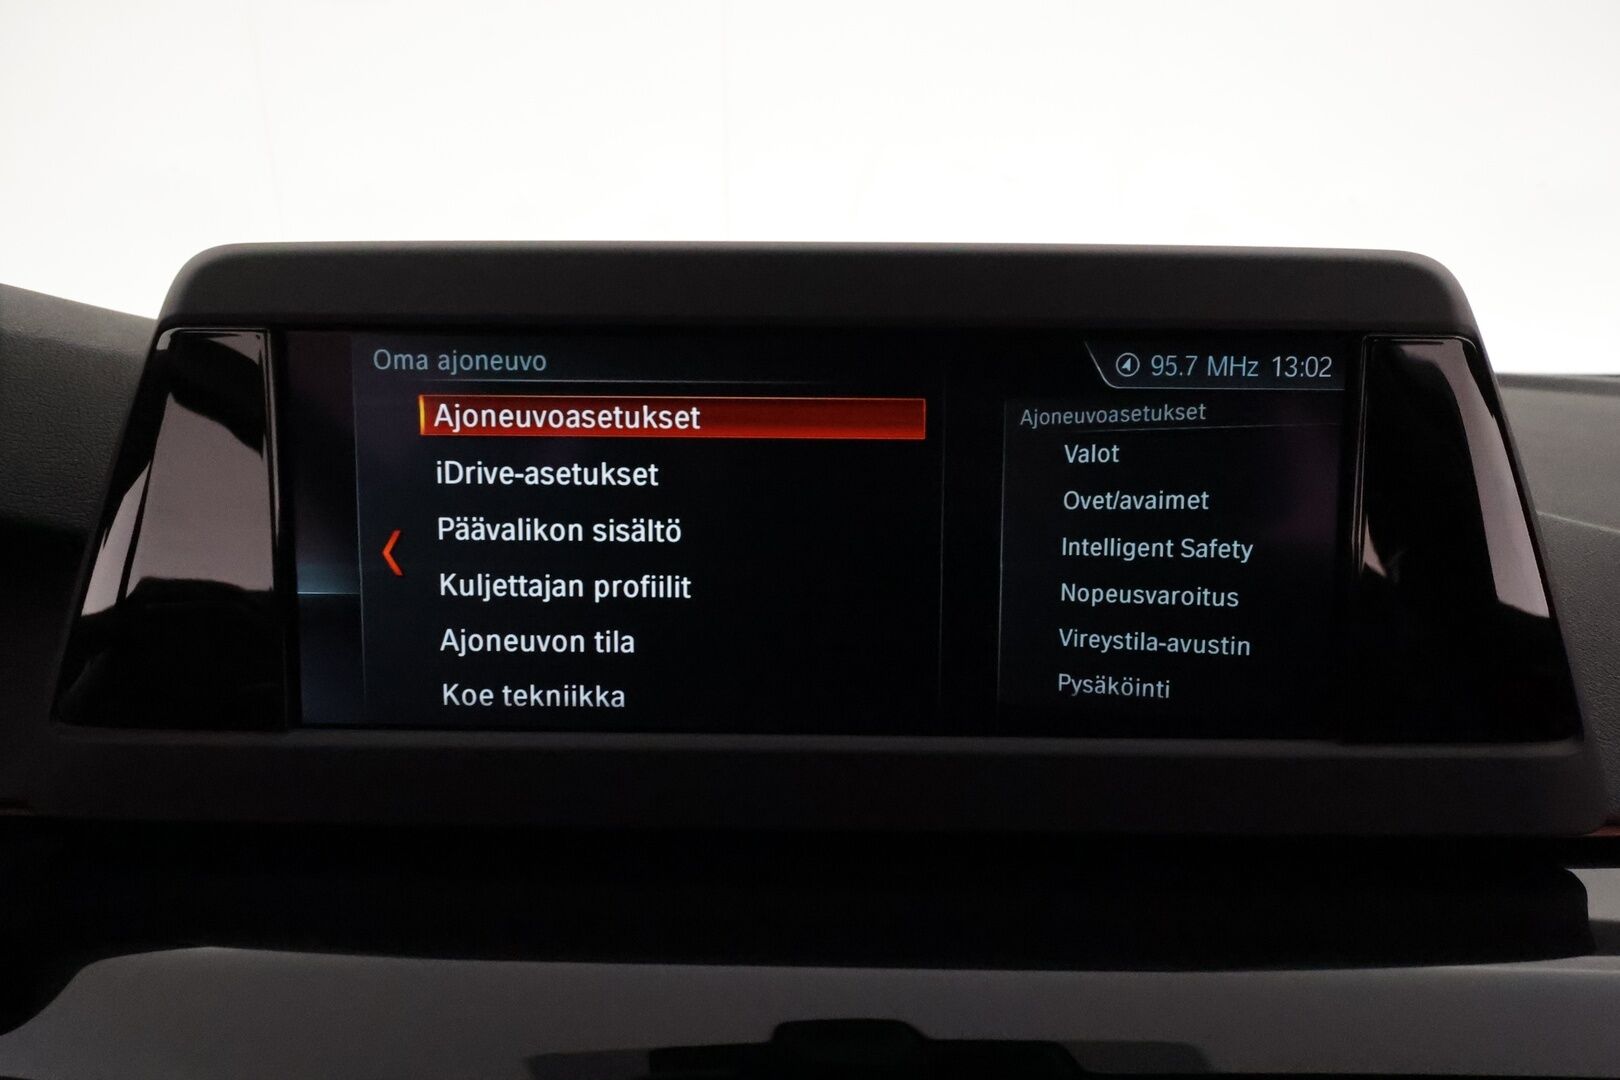 Oma ajoneuvo
95.7 MHz 13:02
Ajoneuvoasetukset
iDrive-asetukset
Päävalikon sisältö
Kuljettajan profiilit
Ajoneuvon tila
Koe tekniikka
Ajoneuvoasetukset
Valot
Ovet/avaimet
Intelligent Safety
Nopeusvaroitus
Vireystila-avustin
Pysäköinti